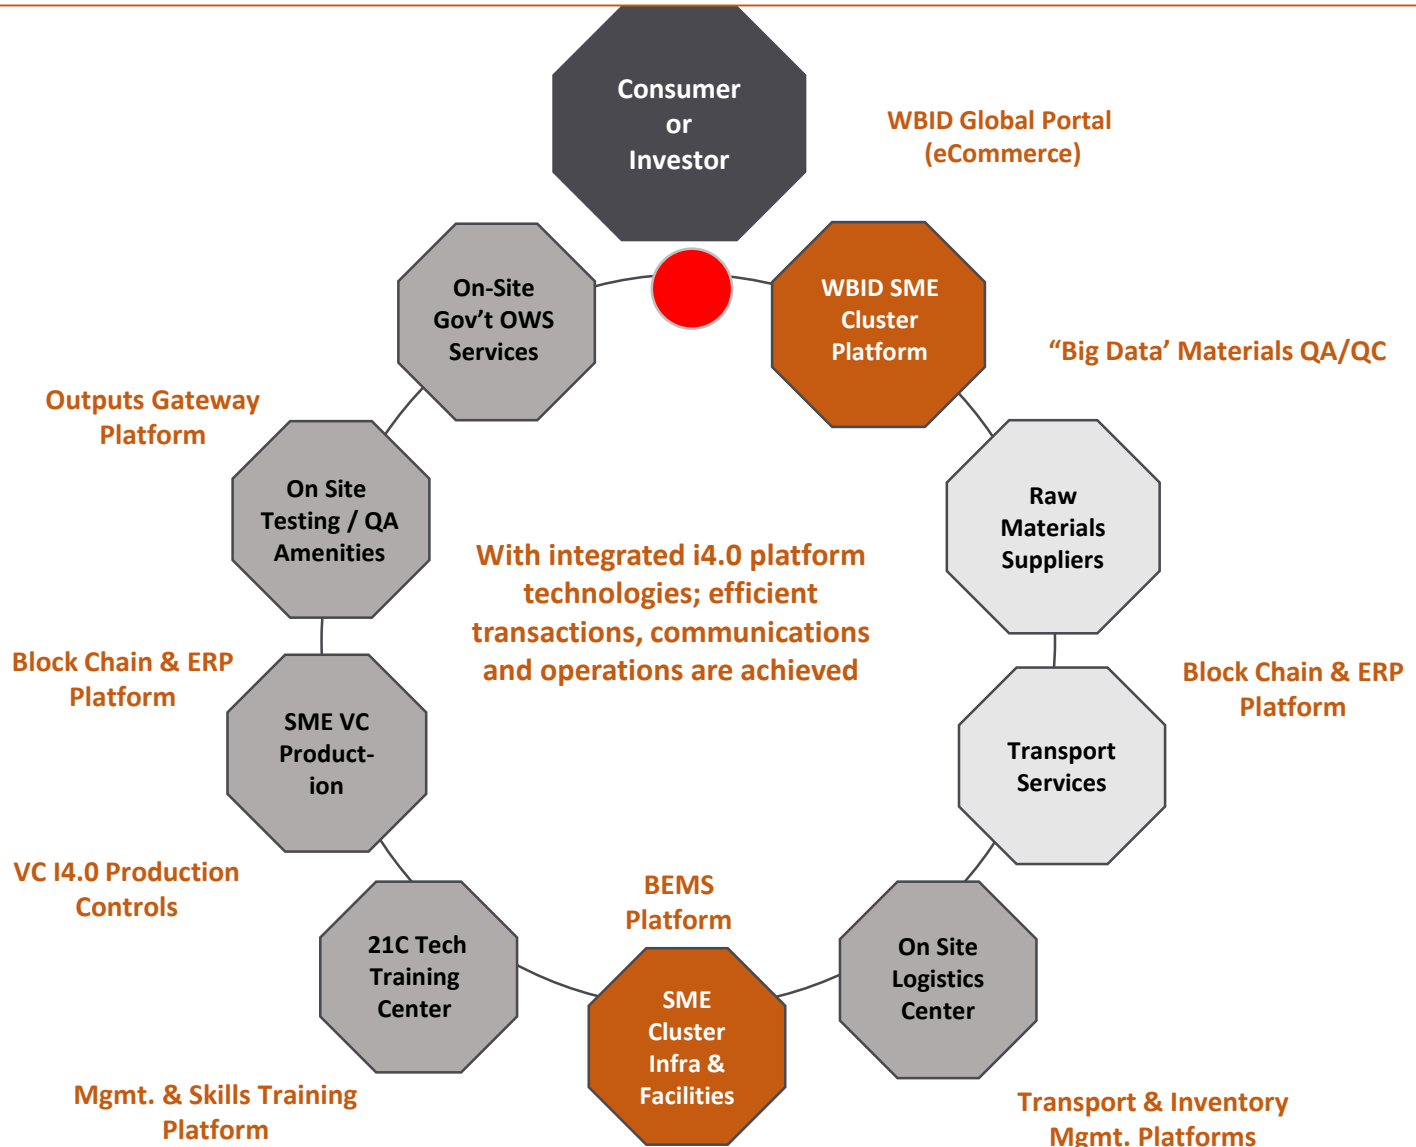 Consumer
or
Investor
WBID Global Portal
(eCommerce)
On-Site
Gov’t OWS
Services
WBID SME
Cluster
Platform
“Big Data’ Materials QA/QC
Outputs Gateway
Platform
On Site
Testing / QA
Amenities
Raw
Materials
Suppliers
With integrated i4.0 platform
technologies; efficient
transactions, communications
and operations are achieved
Block Chain & ERP
Platform
Block Chain & ERP
Platform
SME VC
Product-
ion
Transport
Services
VC I4.0 Production
Controls
BEMS
Platform
21C Tech
Training
Center
On Site
Logistics
Center
SME
Cluster
Infra &
Facilities
Mgmt. & Skills Training
Platform
Transport & Inventory
Mgmt. Platforms